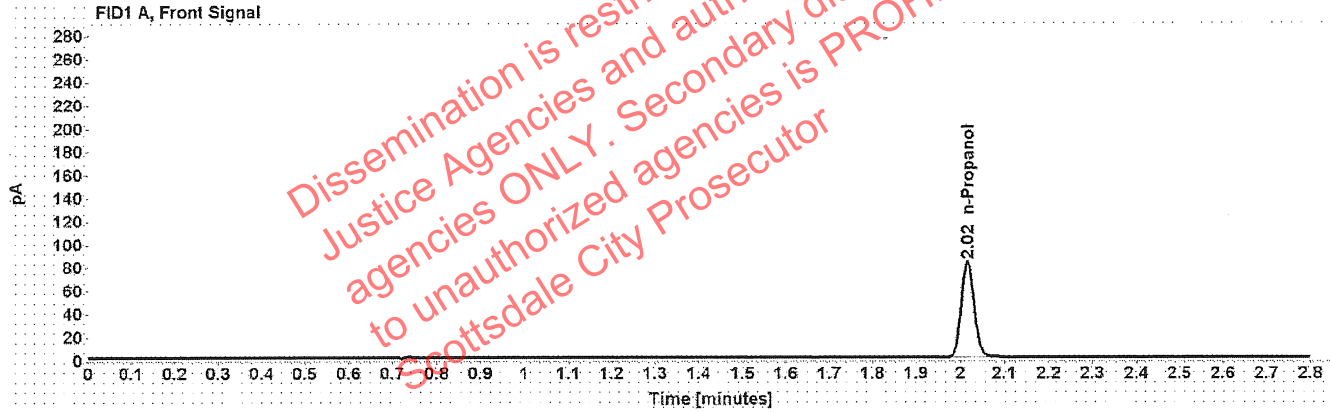 FID1 A, Front Signal
280
260
240
220
200
180
160
140
120
100
80
60
40
20
0
pA
2.02 n-Propanol
0 0.1 0.2 0.3 0.4 0.5 0.6 0.7 0.8 0.9 1 1.1 1.2 1.3 1.4 1.5 1.6 1.7 1.8 1.9 2 2.1 2.2 2.3 2.4 2.5 2.6 2.7 2.8
Time [minutes]
Dissemination is
Justice Agencies and
agencies ONLY. Secondary
to unauthorized agencies is
Scottsdale City Prosecutor